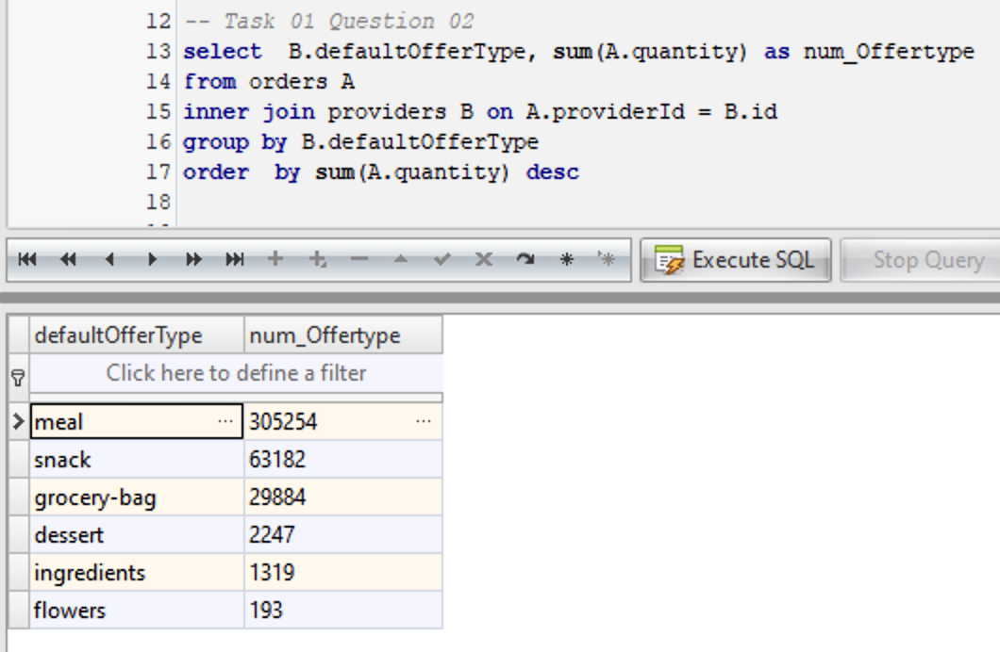 12 -- Task 01 Question 02
13 select  B.defaultOfferType, sum(A.quantity) as num_Offertype
14 from orders A
15 inner join providers B on A.providerId = B.id
16 group by B.defaultOfferType
17 order  by sum(A.quantity) desc
18
Execute SQL Stop Query
defaultOfferType num_Offertype
Click here to define a filter
meal ... 305254 ...
snack 63182
grocery-bag 29884
dessert 2247
ingredients 1319
flowers 193